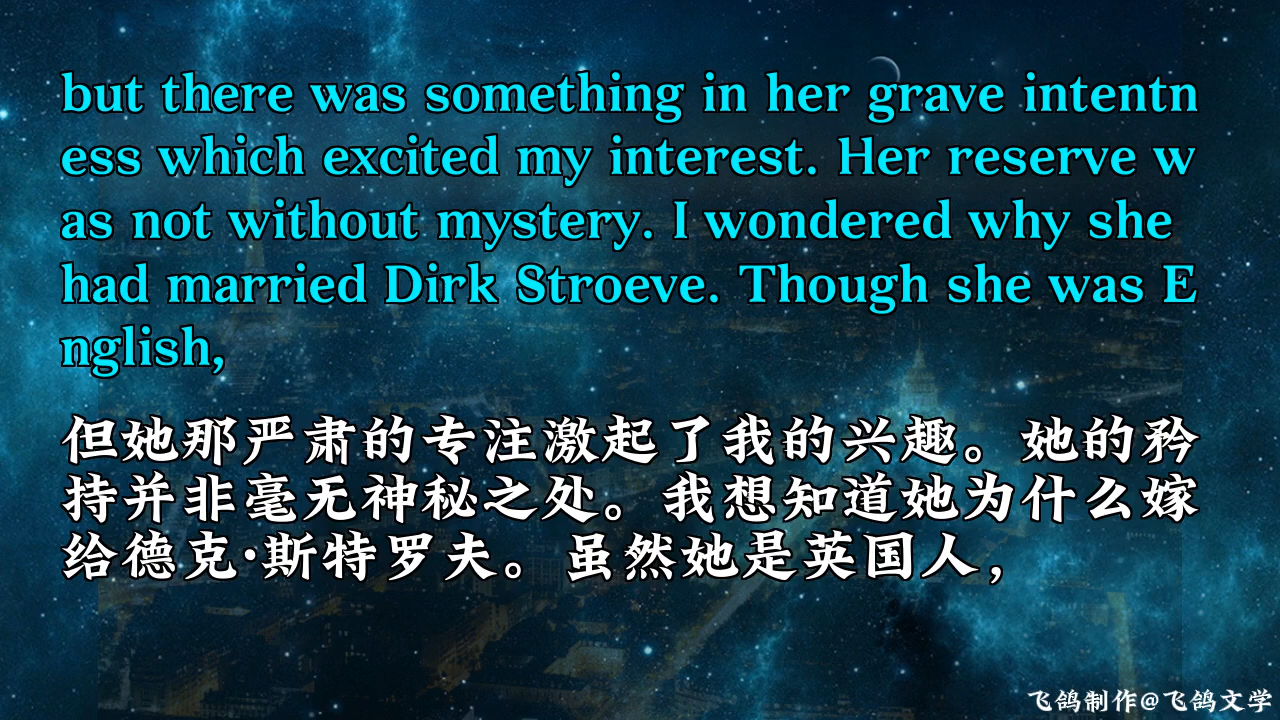 but there was something in her grave intentn
ess which excited my interest. Her reserve w
as not without mystery. I wondered why she
had married Dirk Stroeve. Though she was E
nglish,
但她那严肃的专注激起了我的兴趣。她的矜
持并非毫无神秘之处。我想知道她为什么嫁
给德克·斯特罗夫。虽然她是英国人，
飞鸽制作@飞鸽文学